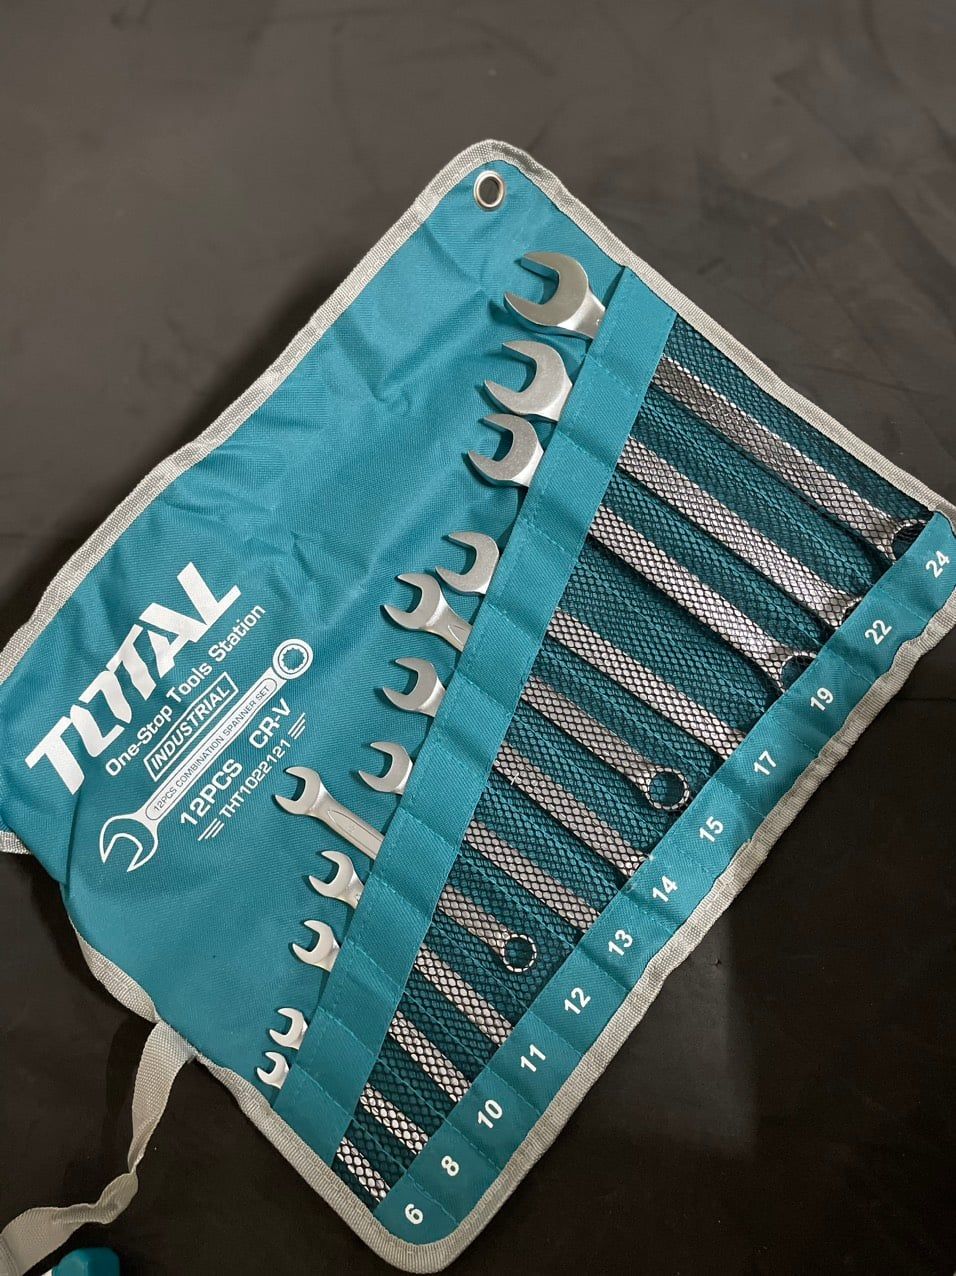 TOTAL
One-Stop Tools Station
INDUSTRIAL
12PCS COMBINATION SPANNER SET
12PCS CR-V
THT1022121
24
22
19
17
15
14
13
12
11
10
8
6